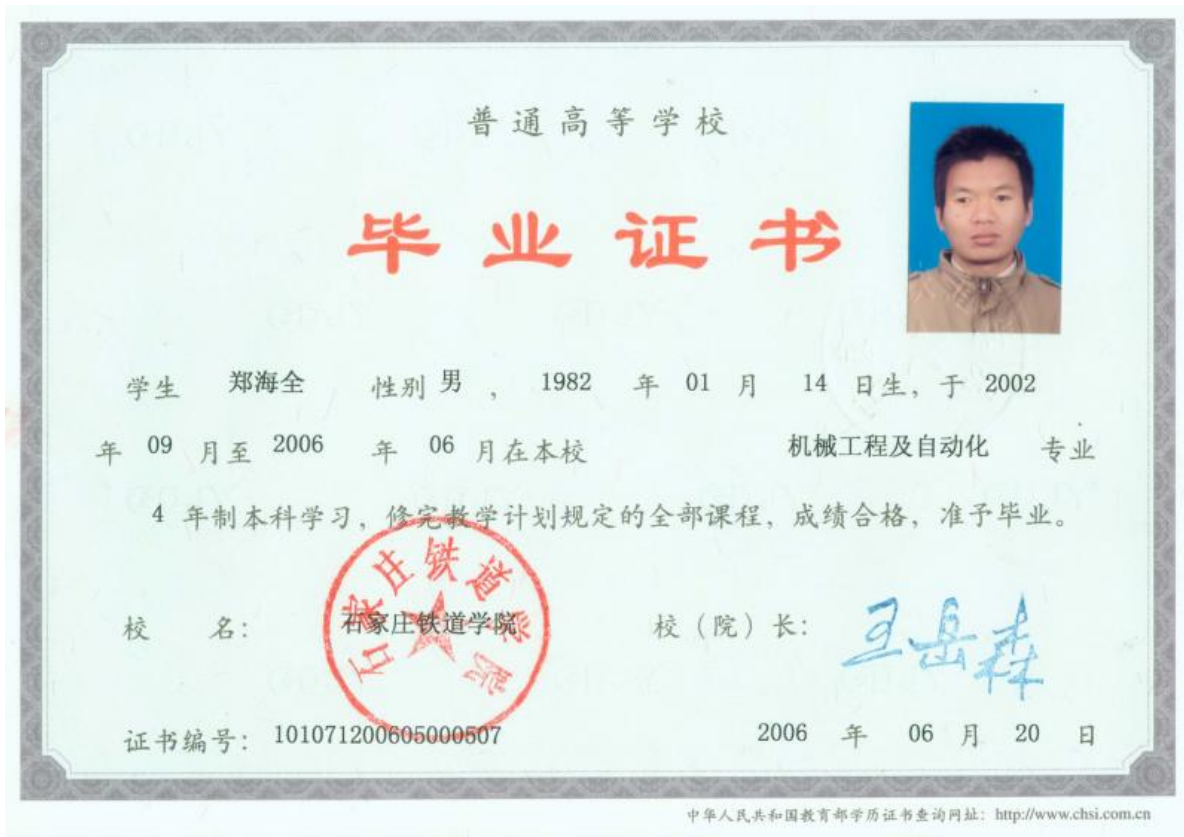 普通高等学校
毕业证书
学生 郑海全 性别 男 ， 1982 年 01 月 14 日生，于 2002
年 09 月至 2006 年 06 月在本校 机械工程及自动化 专业
4 年制本科学习，修完教学计划规定的全部课程，成绩合格，准予毕业。
石家庄铁道学院
校 名： 石家庄铁道学院 校（院）长： 王岳森
证书编号： 101071200605000507 2006 年 06 月 20 日
中华人民共和国教育部学历证书查询网址：http://www.chsi.com.cn